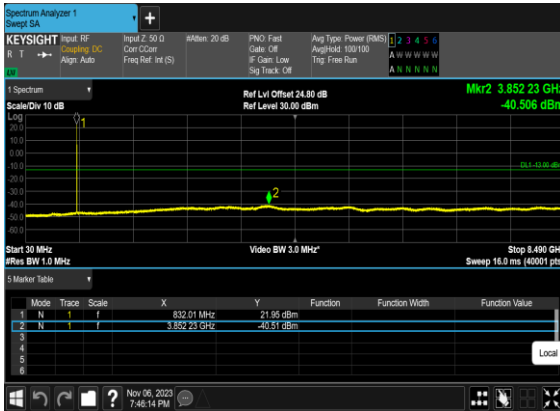 Spectrum Analyzer 1
Swept SA
+
KEYSIGHT Input: RF Input Z: 50 Ω #Atten: 20 dB PNO: Fast Avg Type: Power (RMS) 1 2 3 4 5 6
R T Coupling: DC Corr CCorr Gate: Off Avg|Hold: 100/100 A W W W W W
Align: Auto Freq Ref: Int (S) IF Gain: Low Trig: Free Run
Sig Track: Off A N N N N N
1 Spectrum Ref Lvl Offset 24.80 dB Mkr2 3.852 23 GHz
Scale/Div 10 dB Ref Level 30.00 dBm -40.506 dBm
Log
20.0
10.0
0.00
-10.0
-20.0
-30.0
-40.0
-50.0
-60.0
1
2
DL1 -13.00 dBm
Start 30 MHz Video BW 3.0 MHz* Stop 8.490 GHz
#Res BW 1.0 MHz Sweep 16.0 ms (40001 pts)
5 Marker Table
Mode Trace Scale X Y Function Function Width Function Value
1 N 1 f 832.01 MHz 21.95 dBm
2 N 1 f 3.852 23 GHz -40.51 dBm
3
4
5
6
Local
? Nov 06, 2023
7:46:14 PM